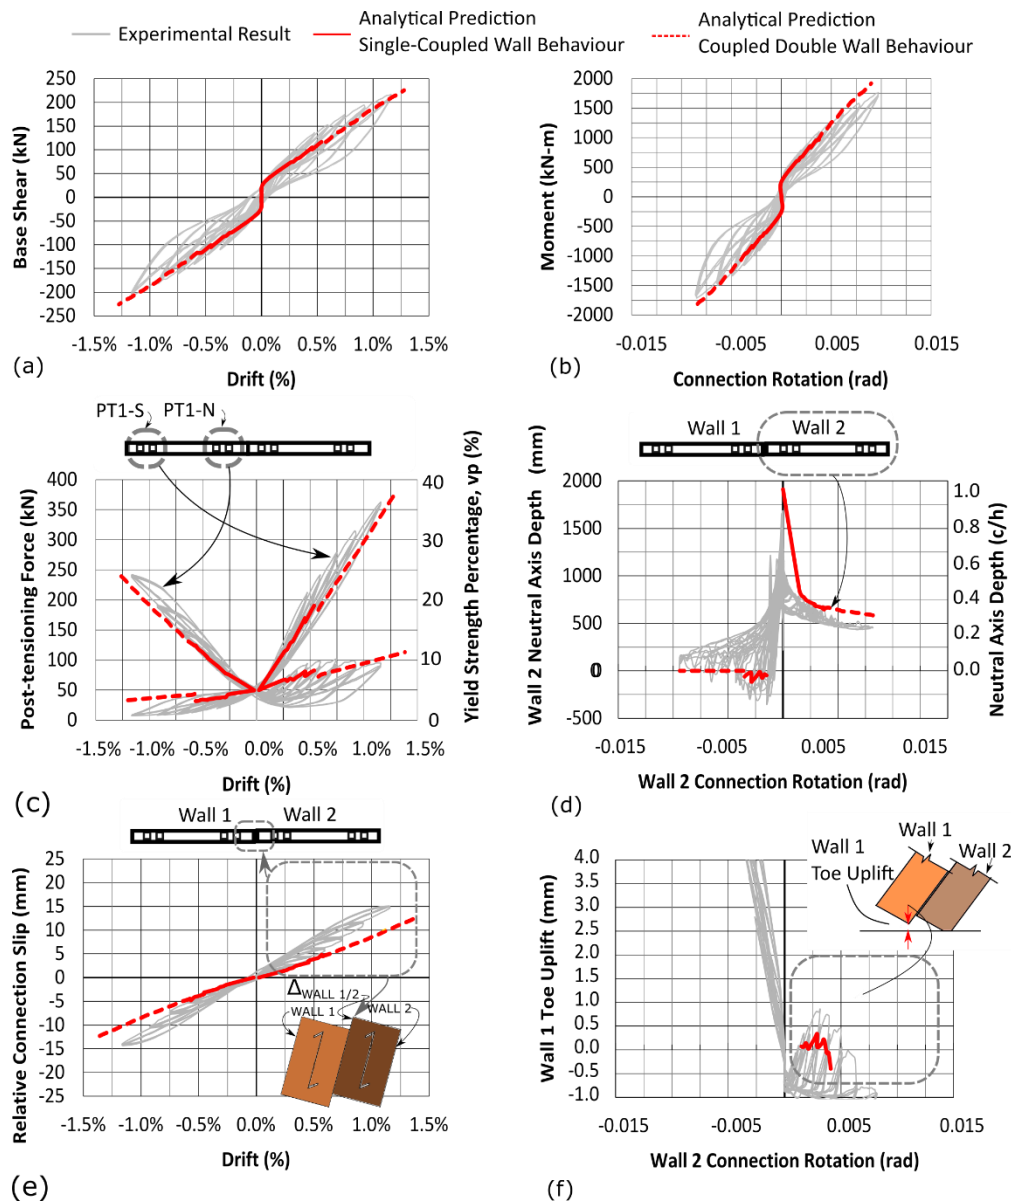 Experimental Result
Analytical Prediction
Single-Coupled Wall Behaviour
Analytical Prediction
Coupled Double Wall Behaviour
Base Shear (kN)
250
200
150
100
50
0
-50
-100
-150
-200
-250
-1.5% -1.0% -0.5% 0.0% 0.5% 1.0% 1.5%
Drift (%)
(a)
Moment (kN-m)
2000
1500
1000
500
0
-500
-1000
-1500
-2000
-0.015 -0.005 0.005 0.015
Connection Rotation (rad)
(b)
PT1-S PT1-N
Post-tensioning Force (kN)
400
350
300
250
200
150
100
50
0
Yield Strength Percentage, vp (%)
40
30
20
10
0
-1.5% -1.0% -0.5% 0.0% 0.5% 1.0% 1.5%
Drift (%)
(c)
Wall 1 Wall 2
Wall 2 Neutral Axis Depth (mm)
2000
1500
1000
500
0
-500
Neutral Axis Depth (c/h)
1.0
0.8
0.6
0.4
0.2
0.0
-0.015 -0.005 0.005 0.015
Wall 2 Connection Rotation (rad)
(d)
Wall 1 Wall 2
Relative Connection Slip (mm)
25
20
15
10
5
0
-5
-10
-15
-20
-25
ΔWALL 1/2
WALL 1 WALL 2
-1.5% -1.0% -0.5% 0.0% 0.5% 1.0% 1.5%
Drift (%)
(e)
Wall 1 Toe Uplift (mm)
4.0
3.5
3.0
2.5
2.0
1.5
1.0
0.5
0.0
-0.5
-1.0
Wall 1
Wall 2
Wall 1
Toe Uplift
-0.015 -0.005 0.005 0.015
Wall 2 Connection Rotation (rad)
(f)